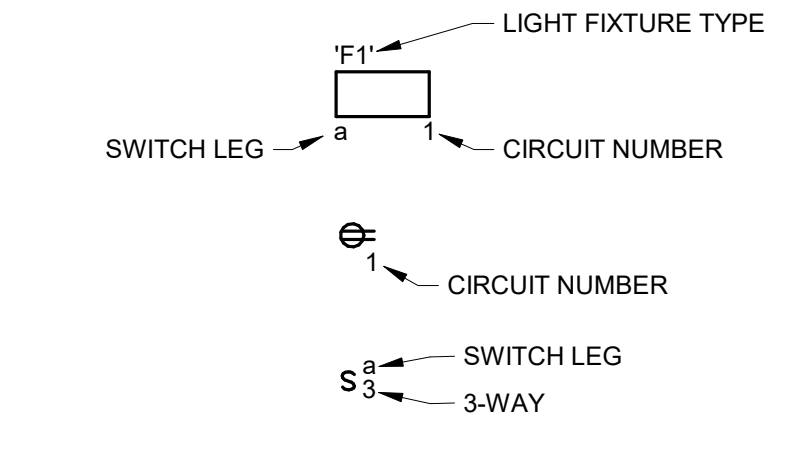 LIGHT FIXTURE TYPE
'F1'
a 1
SWITCH LEG CIRCUIT NUMBER
1
CIRCUIT NUMBER
a SWITCH LEG
S 3
3-WAY